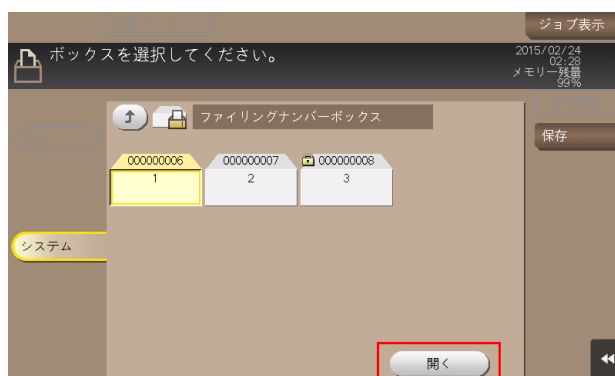 ジョブ表示
ボックスを選択してください。
2015/02/24
02:28
メモリー残量
99%
ファイリングナンバーボックス
保存
000000006
000000007
000000008
1
2
3
システム
開く